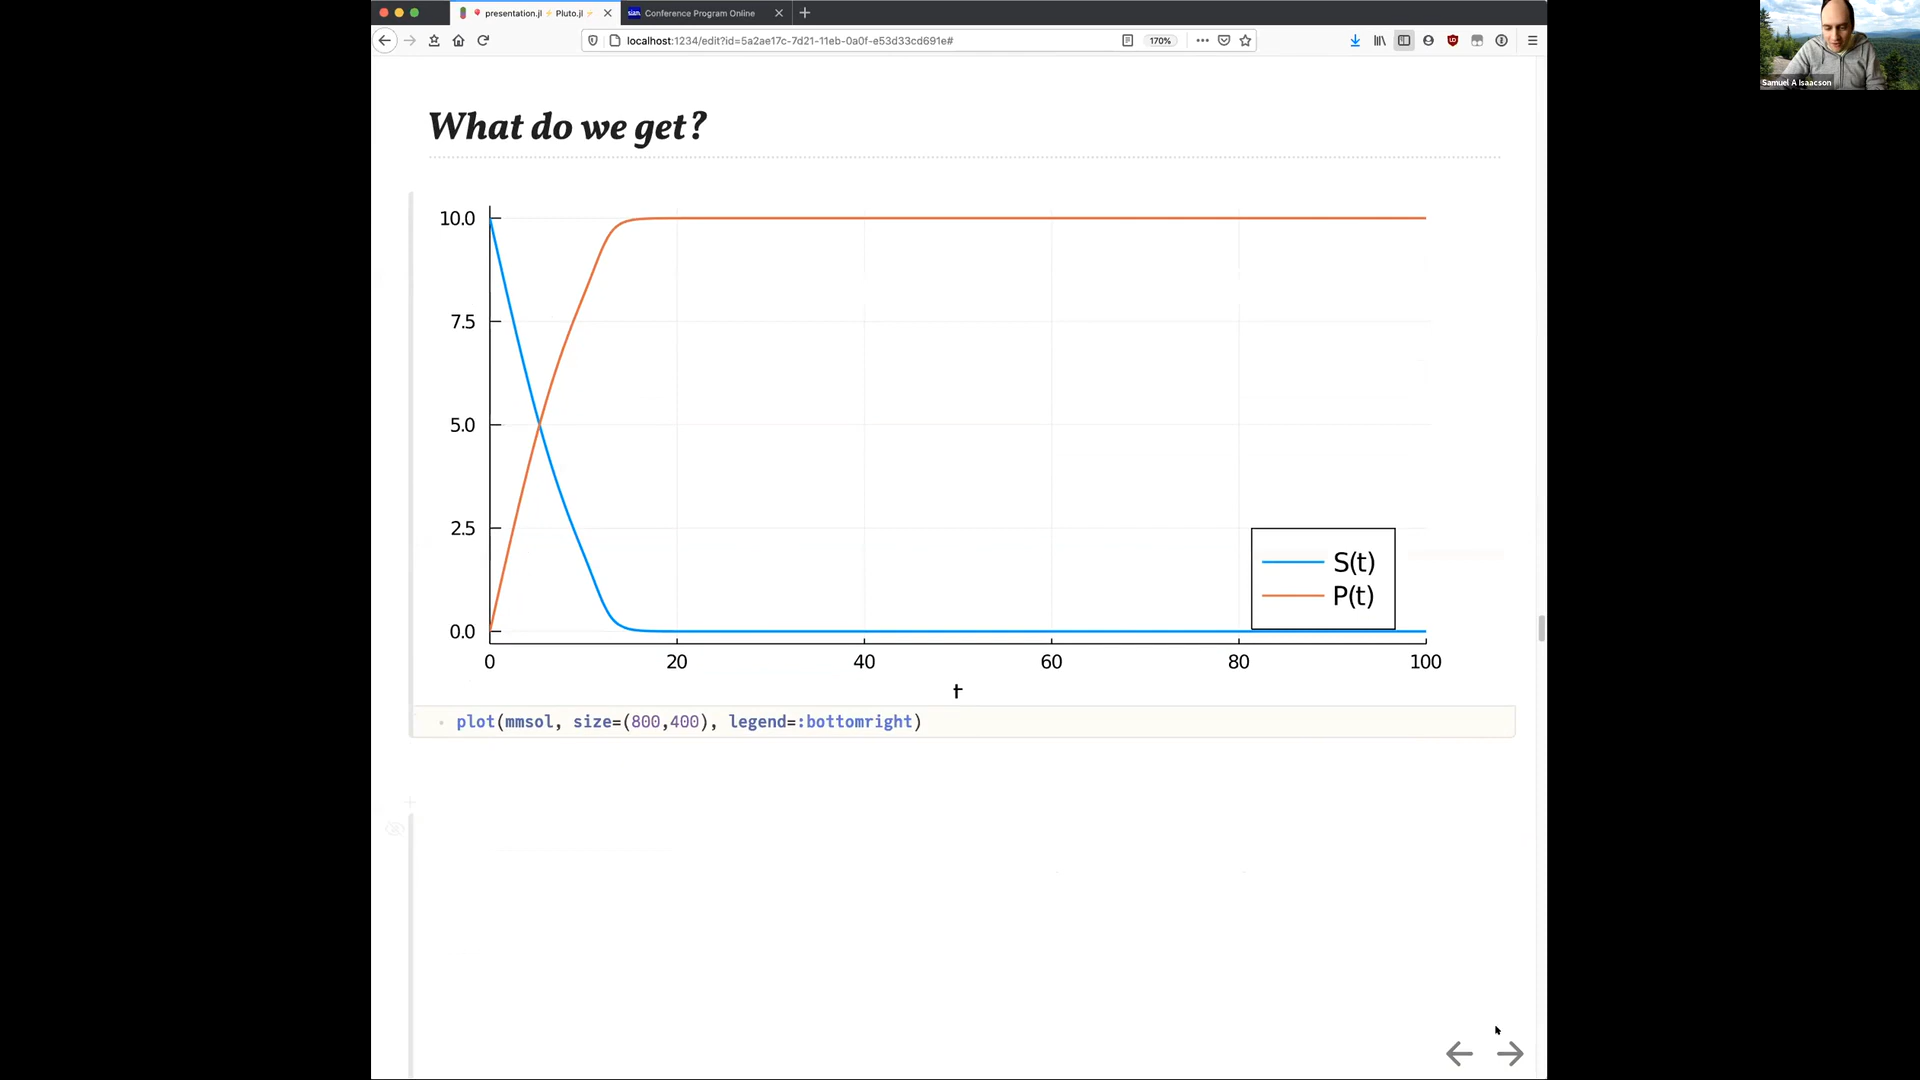 presentation.jl ⚡ Pluto.jl ⚡
Conference Program Online
localhost:1234/edit?id=5a2ae17c-7d21-11eb-0a0f-e53d33cd691e#
170%
Samuel A Isaacson
What do we get?
10.0
7.5
5.0
2.5
0.0
S(t)
P(t)
0 20 40 60 80 100
t
plot(mmsol, size=(800,400), legend=:bottomright)